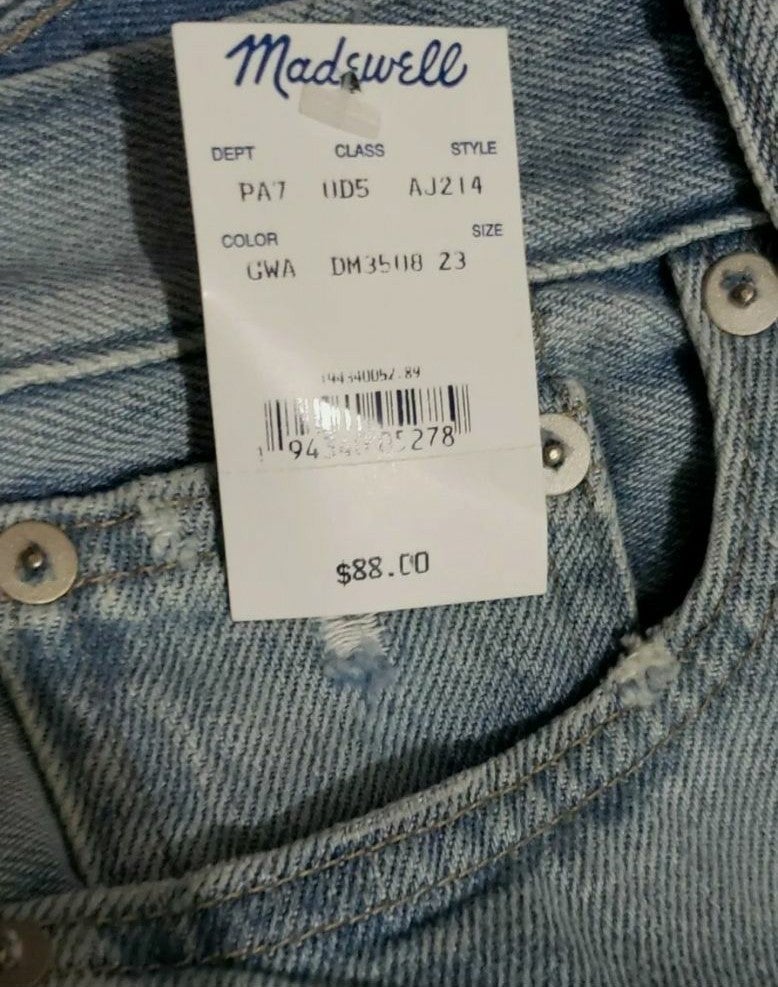 Madewell
DEPT CLASS STYLE
PA7 UD5 AJ214
COLOR SIZE
GWA DM3508 23
$88.00